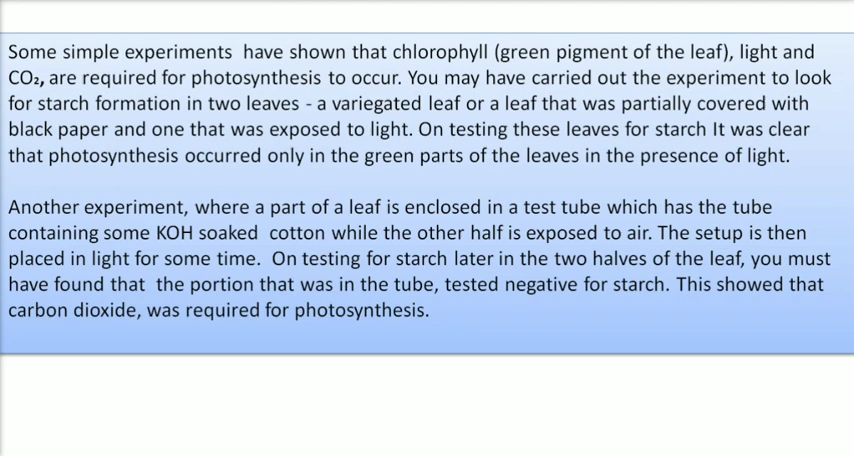 Some simple experiments  have shown that chlorophyll (green pigment of the leaf), light and
CO₂, are required for photosynthesis to occur. You may have carried out the experiment to look
for starch formation in two leaves - a variegated leaf or a leaf that was partially covered with
black paper and one that was exposed to light. On testing these leaves for starch It was clear
that photosynthesis occurred only in the green parts of the leaves in the presence of light.
Another experiment, where a part of a leaf is enclosed in a test tube which has the tube
containing some KOH soaked  cotton while the other half is exposed to air. The setup is then
placed in light for some time.  On testing for starch later in the two halves of the leaf, you must
have found that  the portion that was in the tube, tested negative for starch. This showed that
carbon dioxide, was required for photosynthesis.